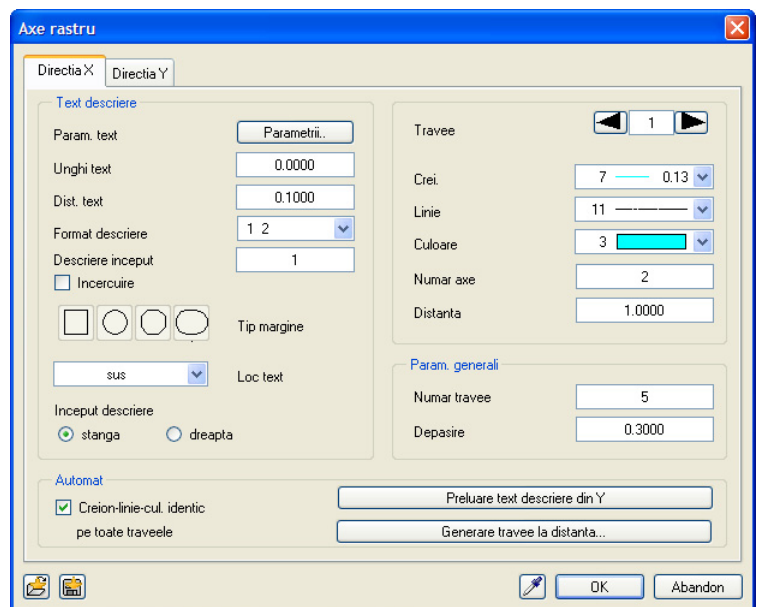 Axe rastru
Directia X
Directia Y
Text descriere
Param. text
Parametrii..
Unghi text
0.0000
Dist. text
0.1000
Format descriere
1 2
Descriere inceput
1
Incercuire
Tip margine
sus
Loc text
Inceput descriere
stanga
dreapta
Travee
1
Crei.
7
0.13
Linie
11
Culoare
3
Numar axe
2
Distanta
1.0000
Param. generali
Numar travee
5
Depasire
0.3000
Automat
Creion-linie-cul. identic
pe toate traveele
Preluare text descriere din Y
Generare travee la distanta...
OK
Abandon